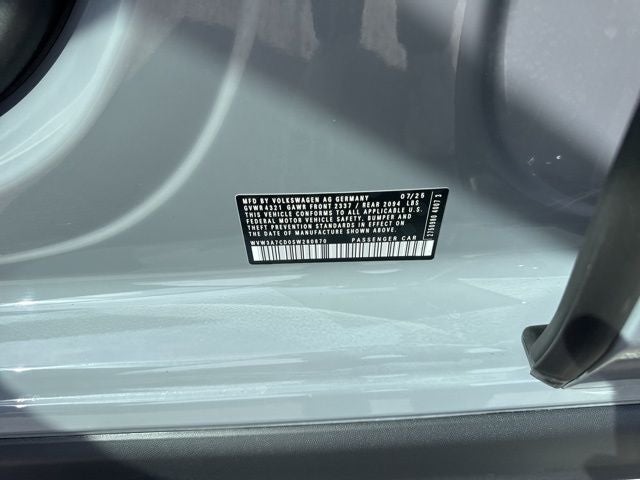 MFD BY VOLKSWAGEN AG GERMANY 07/25
GVWR 4321 GAWR FRONT 2337 / REAR 2094 LBS
THIS VEHICLE CONFORMS TO ALL APPLICABLE U.S.
FEDERAL MOTOR VEHICLE SAFETY, BUMPER AND
THEFT PREVENTION STANDARDS IN EFFECT ON
THE DATE OF MANUFACTURE SHOWN ABOVE.
PASSENGER CAR